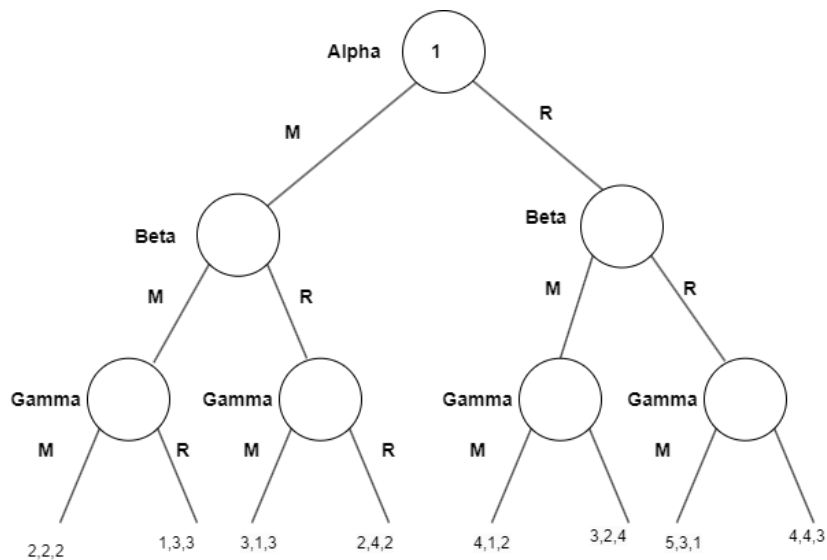 Alpha
1
M
R
Beta
Beta
M
R
M
R
Gamma
Gamma
Gamma
Gamma
M
R
M
R
M
M
2,2,2
1,3,3
3,1,3
2,4,2
4,1,2
3,2,4
5,3,1
4,4,3